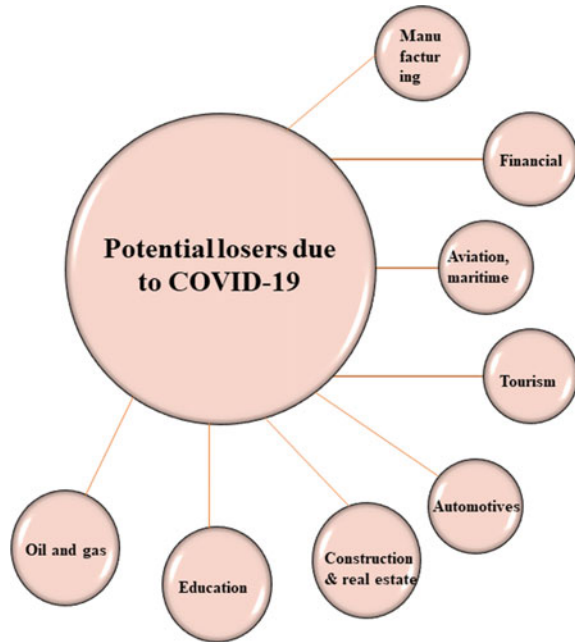 Manu
factur
ing
Financial
Potential losers due
to COVID-19
Aviation,
maritime
Tourism
Automotives
Oil and gas
Education
Construction
& real estate